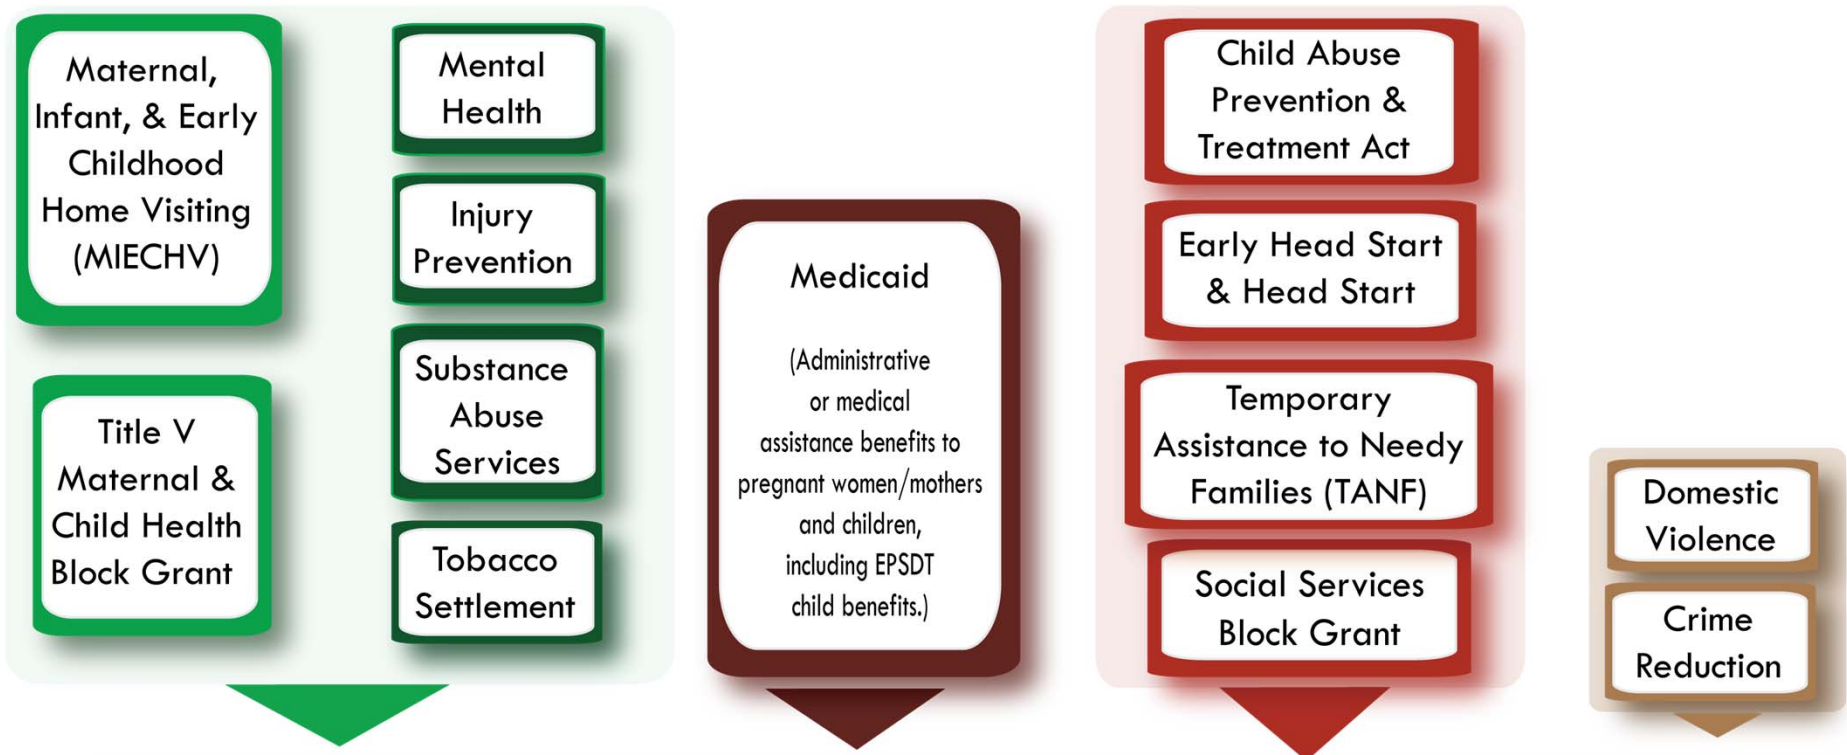 Maternal,
Infant, & Early
Childhood
Home Visiting
(MIECHV)
Title V
Maternal &
Child Health
Block Grant
Mental
Health
Injury
Prevention
Substance
Abuse
Services
Tobacco
Settlement
Medicaid
(Administrative
or medical
assistance benefits to
pregnant women/mothers
and children,
including EPSDT
child benefits.)
Child Abuse
Prevention &
Treatment Act
Early Head Start
& Head Start
Temporary
Assistance to Needy
Families (TANF)
Social Services
Block Grant
Domestic
Violence
Crime
Reduction